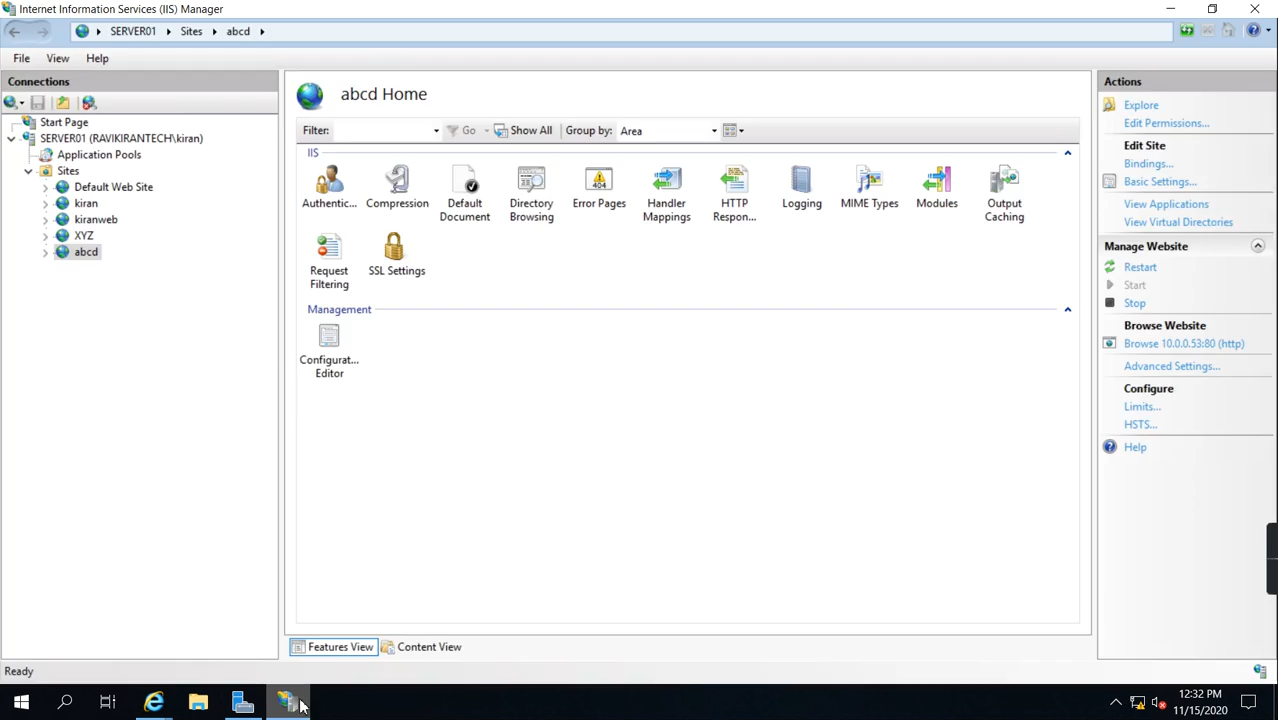 Internet Information Services (IIS) Manager
SERVER01 Sites abcd
File View Help
Connections
Start Page
SERVER01 (RAVIKIRANTECH\kiran)
Application Pools
Sites
Default Web Site
kiran
kiranweb
XYZ
abcd
abcd Home
Filter: Go Show All Group by: Area
IIS
Authentic... Compression Default Document Directory Browsing Error Pages Handler Mappings HTTP Respon... Logging MIME Types Modules Output Caching
Request Filtering SSL Settings
Management
Configurat... Editor
Features View Content View
Actions
Explore
Edit Permissions...
Edit Site
Bindings...
Basic Settings...
View Applications
View Virtual Directories
Manage Website
Restart
Start
Stop
Browse Website
Browse 10.0.0.53:80 (http)
Advanced Settings...
Configure
Limits...
HSTS...
Help
Ready
12:32 PM
11/15/2020